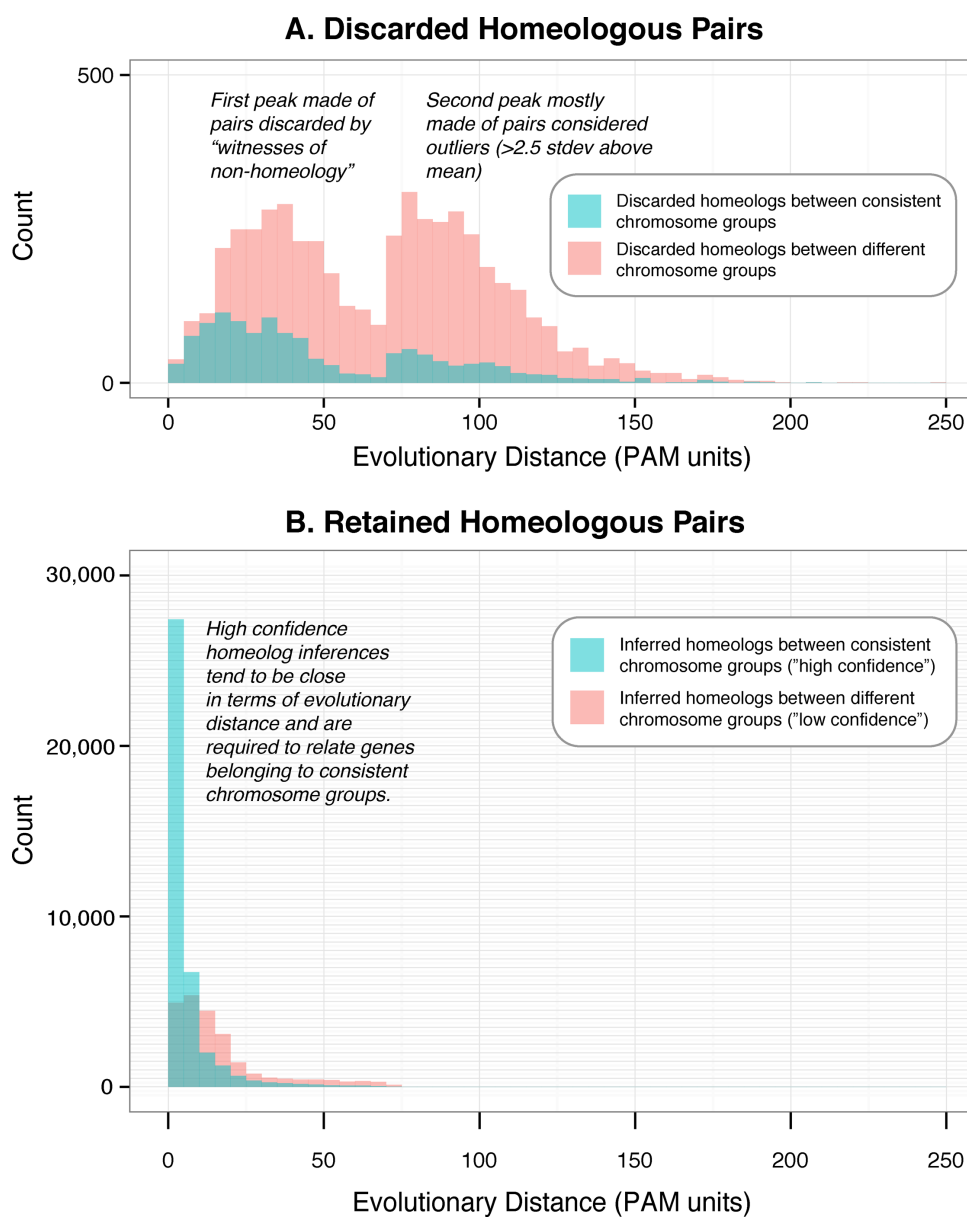 A. Discarded Homeologous Pairs
500
0
Count
First peak made of
pairs discarded by
“witnesses of
non-homeology”
Second peak mostly
made of pairs considered
outliers (>2.5 stdev above
mean)
Discarded homeologs between consistent
chromosome groups
Discarded homeologs between different
chromosome groups
0 50 100 150 200 250
Evolutionary Distance (PAM units)
B. Retained Homeologous Pairs
30,000
20,000
10,000
0
Count
High confidence
homeolog inferences
tend to be close
in terms of evolutionary
distance and are
required to relate genes
belonging to consistent
chromosome groups.
Inferred homeologs between consistent
chromosome groups (”high confidence”)
Inferred homeologs between different
chromosome groups (”low confidence”)
0 50 100 150 200 250
Evolutionary Distance (PAM units)